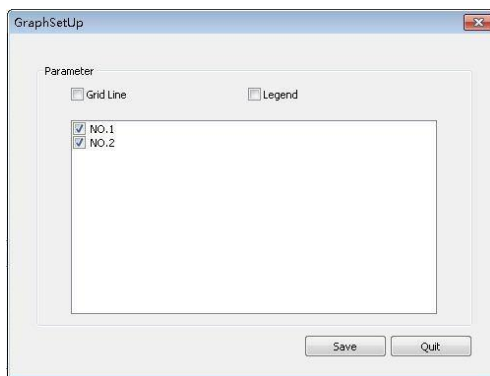 GraphSetUp
Parameter
Grid Line
Legend
NO.1
NO.2
Save
Quit